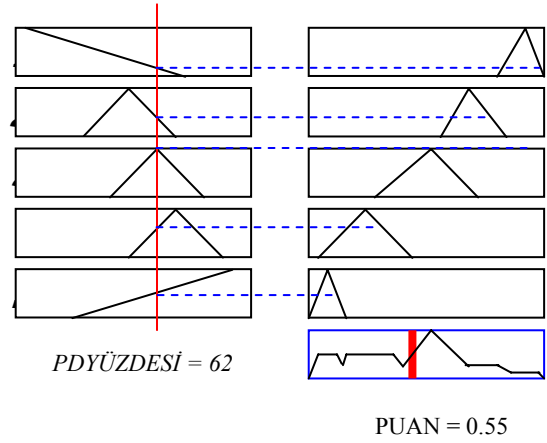 PDYÜZDESİ = 62
PUAN = 0.55